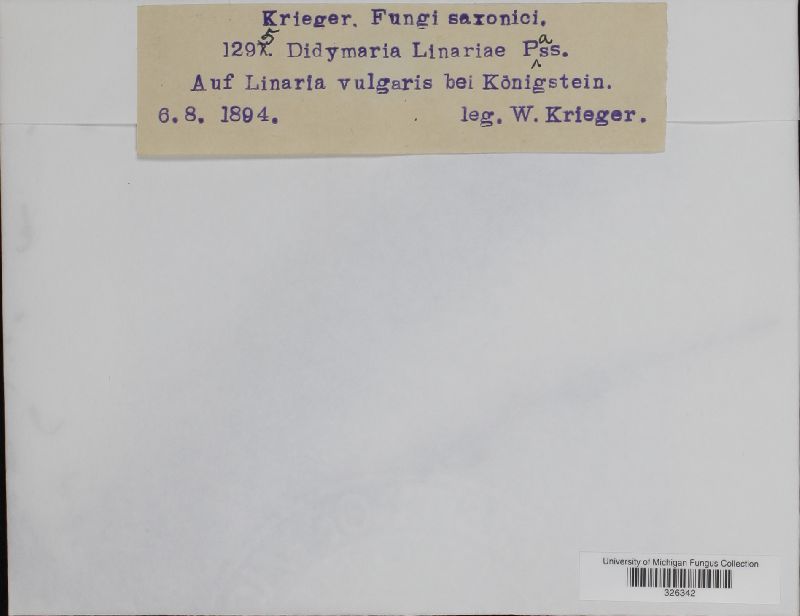 Krieger. Fungi saxonici.
1295. Didymaria Linariae Pass.
Auf Linaria vulgaris bei Königstein.
6. 8. 1894. leg. W. Krieger.
University of Michigan Fungus Collection
326342